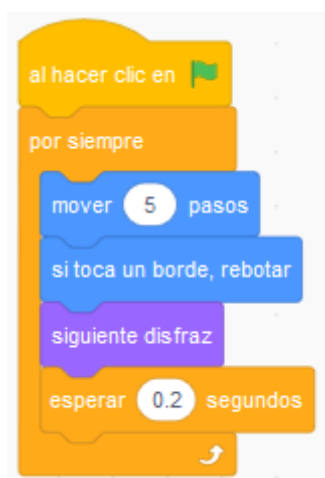 al hacer clic en
por siempre
mover 5 pasos
si toca un borde, rebotar
siguiente disfraz
esperar 0.2 segundos